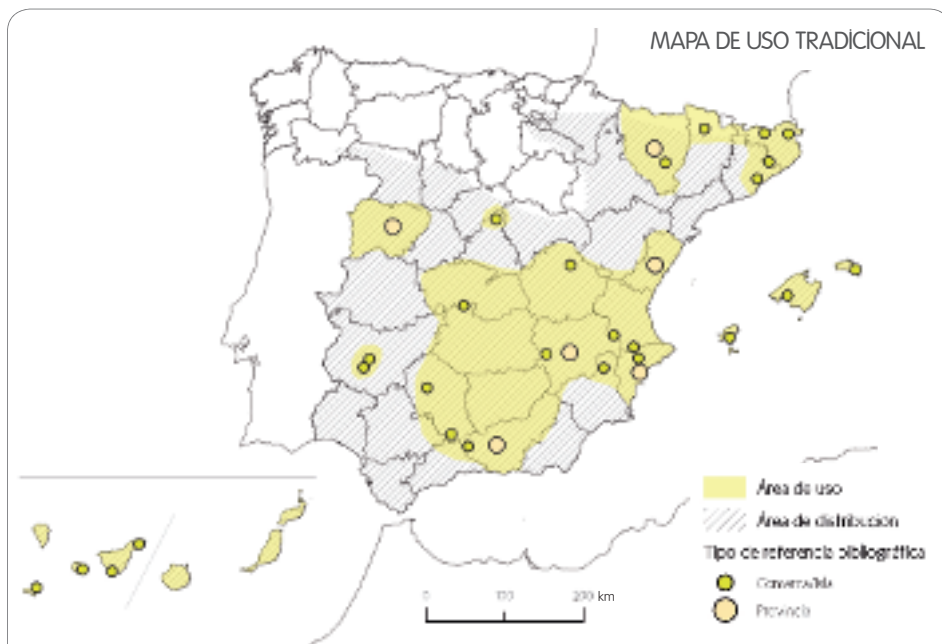 MAPA DE USO TRADICIONAL
Área de uso
Área de distribución
Tipo de referencia bibliográfica
Comarca/Isla
Provincia
0 100 200 km